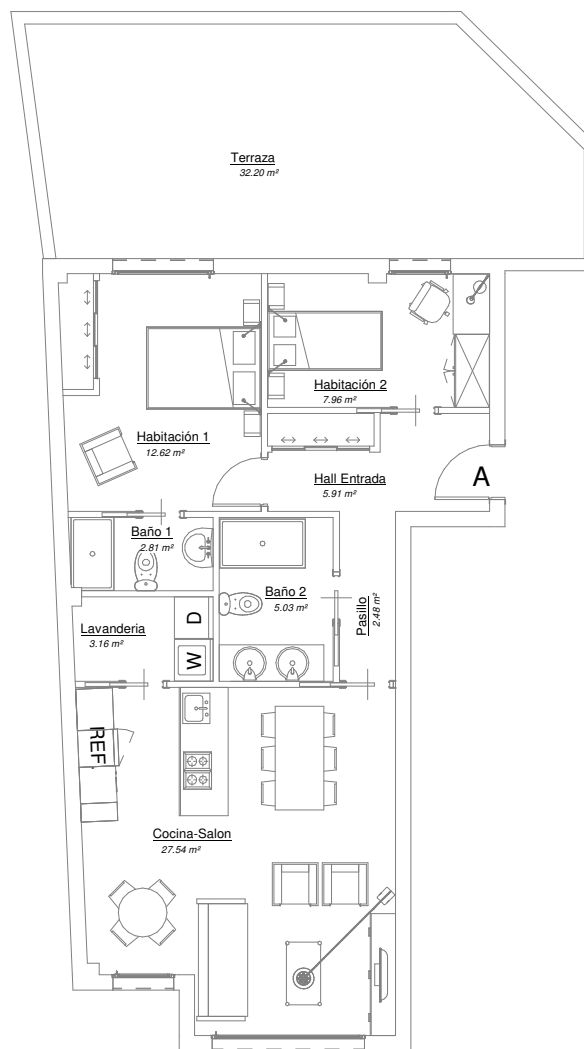 Terraza
32.20 m²
Habitación 2
7.96 m²
Habitación 1
12.62 m²
Hall Entrada
5.91 m²
A
Baño 1
2.81 m²
Baño 2
5.03 m²
Pasillo
2.48 m²
Lavanderia
3.16 m²
D
W
REF
Cocina-Salon
27.54 m²